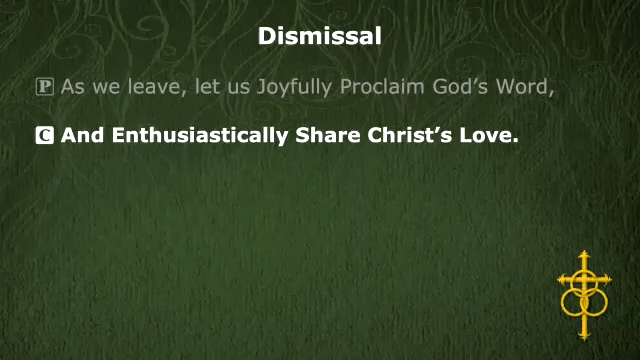 Dismissal
P As we leave, let us Joyfully Proclaim God's Word,
C And Enthusiastically Share Christ's Love.